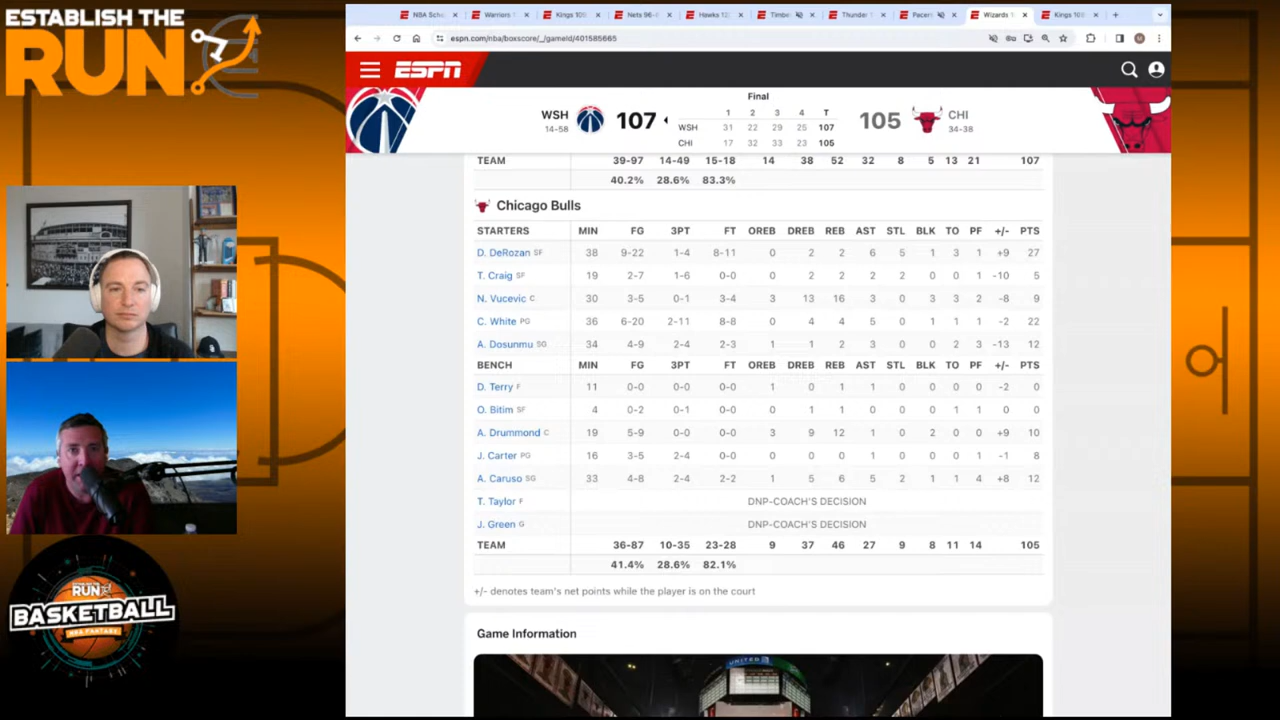 ESTABLISH THE
RUN
NBA Sche
Warriors
Kings 109
Nets 96-
Hawks 12
Timbe
Thunder
Pacers
Wizards 1
Kings 108
espn.com/nba/boxscore/_/gameId/401585665
ESPN
Final
WSH 107 105 CHI
14-58 34-38
1 2 3 4 T
WSH 31 22 29 25 107
CHI 17 32 33 23 105
TEAM 39-97 14-49 15-18 14 38 52 32 8 5 13 21 107
40.2% 28.6% 83.3%
Chicago Bulls
STARTERS MIN FG 3PT FT OREB DREB REB AST STL BLK TO PF +/- PTS
D. DeRozan SF 38 9-22 1-4 8-11 0 2 2 6 5 1 3 1 +9 27
T. Craig SF 19 2-7 1-6 0-0 0 2 2 2 2 0 0 1 -10 5
N. Vucevic C 30 3-5 0-1 3-4 3 13 16 3 0 3 3 2 -8 9
C. White PG 36 6-20 2-11 8-8 0 4 4 5 0 1 1 1 -2 22
A. Dosunmu SG 34 4-9 2-4 2-3 1 1 2 3 0 0 2 3 -13 12
BENCH MIN FG 3PT FT OREB DREB REB AST STL BLK TO PF +/- PTS
D. Terry F 11 0-0 0-0 0-0 1 0 1 1 0 0 0 1 -2 0
O. Bitim SF 4 0-2 0-1 0-0 0 1 1 0 0 0 1 1 0 0
A. Drummond C 19 5-9 0-0 0-0 3 9 12 1 0 2 0 0 +9 10
J. Carter PG 16 3-5 2-4 0-0 0 0 0 1 0 0 0 1 -1 8
A. Caruso SG 33 4-8 2-4 2-2 1 5 6 5 2 1 1 4 +8 12
T. Taylor F DNP-COACH'S DECISION
J. Green G DNP-COACH'S DECISION
TEAM 36-87 10-35 23-28 9 37 46 27 9 8 11 14 105
41.4% 28.6% 82.1%
+/- denotes team's net points while the player is on the court
Game Information
UNITED
ESTABLISH THE
RUN
BASKETBALL
NBA FANTASY